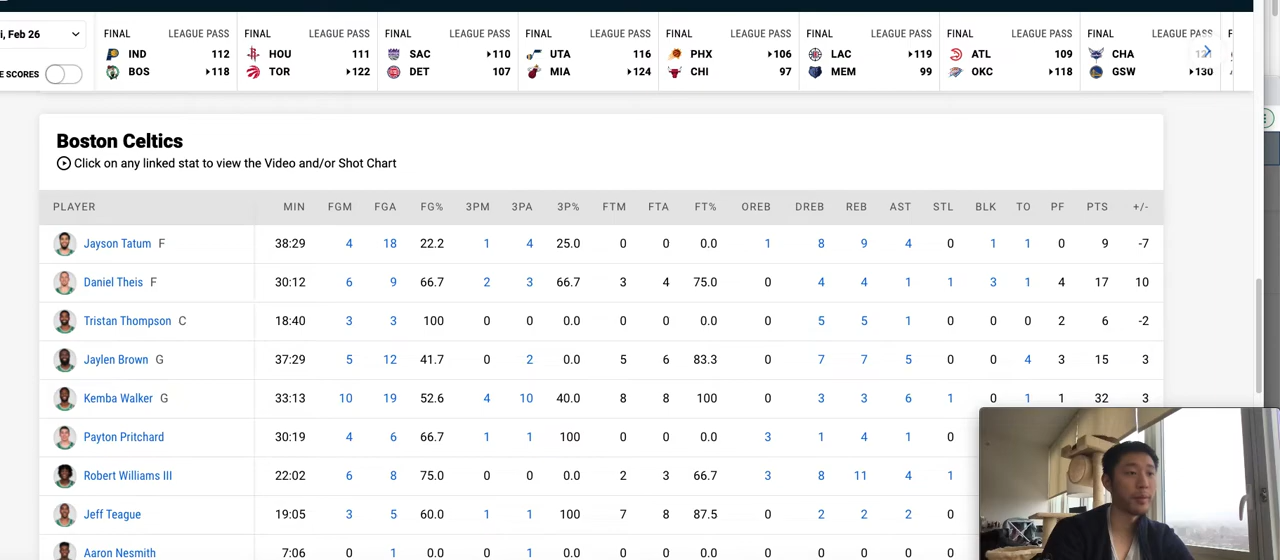 i, Feb 26
E SCORES
FINAL LEAGUE PASS
IND 112
BOS 118
FINAL LEAGUE PASS
HOU 111
TOR 122
FINAL LEAGUE PASS
SAC 110
DET 107
FINAL LEAGUE PASS
UTA 116
MIA 124
FINAL LEAGUE PASS
PHX 106
CHI 97
FINAL LEAGUE PASS
LAC 119
MEM 99
FINAL LEAGUE PASS
ATL 109
OKC 118
FINAL LEAGUE PASS
CHA
GSW 130
Boston Celtics
Click on any linked stat to view the Video and/or Shot Chart
PLAYER MIN FGM FGA FG% 3PM 3PA 3P% FTM FTA FT% OREB DREB REB AST STL BLK TO PF PTS +/-
Jayson Tatum F 38:29 4 18 22.2 1 4 25.0 0 0 0.0 1 8 9 4 0 1 1 0 9 -7
Daniel Theis F 30:12 6 9 66.7 2 3 66.7 3 4 75.0 0 4 4 1 1 3 1 4 17 10
Tristan Thompson C 18:40 3 3 100 0 0 0.0 0 0 0.0 0 5 5 1 0 0 0 2 6 -2
Jaylen Brown G 37:29 5 12 41.7 0 2 0.0 5 6 83.3 0 7 7 5 0 0 4 3 15 3
Kemba Walker G 33:13 10 19 52.6 4 10 40.0 8 8 100 0 3 3 6 1 0 1 1 32 3
Payton Pritchard 30:19 4 6 66.7 1 1 100 0 0 0.0 3 1 4 1 0
Robert Williams III 22:02 6 8 75.0 0 0 0.0 2 3 66.7 3 8 11 4 1
Jeff Teague 19:05 3 5 60.0 1 1 100 7 8 87.5 0 2 2 2 0
Aaron Nesmith 7:06 0 1 0.0 0 1 0.0 0 0 0.0 0 0 0 0 0